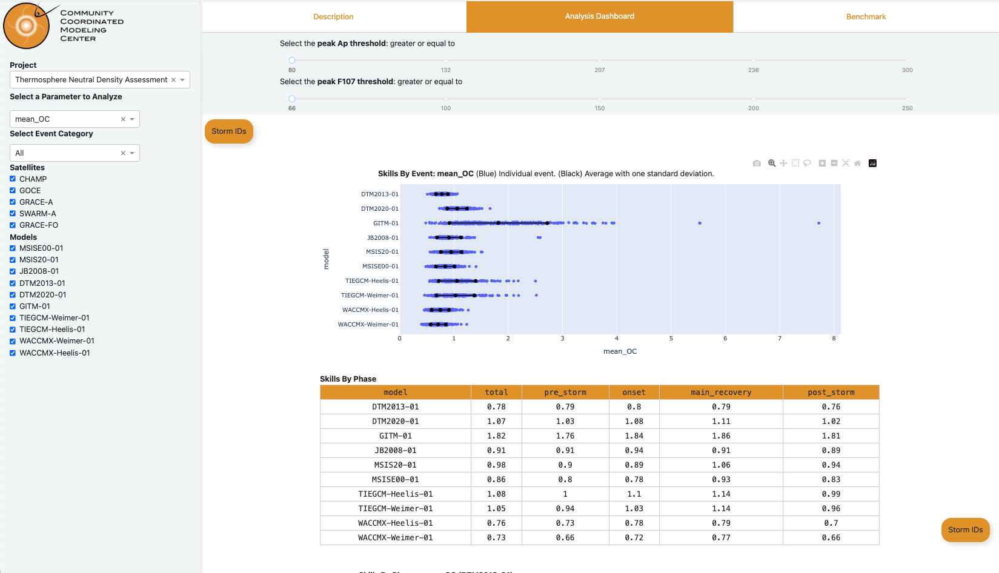 COMMUNITY
COORDINATED
MODELING
CENTER
Project
Thermosphere Neutral Density Assessment
Select a Parameter to Analyze
mean_OC
Select Event Category
All
Satellites
CHAMP
GOCE
GRACE-A
SWARM-A
GRACE-FO
Models
MSISE00-01
MSIS20-01
JB2008-01
DTM2013-01
DTM2020-01
GITM-01
TIEGCM-Weimer-01
TIEGCM-Heelis-01
WACCMX-Weimer-01
WACCMX-Heelis-01
Description Analysis Dashboard Benchmark
Select the peak Ap threshold: greater or equal to
80 132 207 236 300
Select the peak F107 threshold: greater or equal to
66 100 150 200 250
Storm IDs
Skills By Event: mean_OC (Blue) Individual event. (Black) Average with one standard deviation.
model
DTM2013-01
DTM2020-01
GITM-01
JB2008-01
MSIS20-01
MSISE00-01
TIEGCM-Heelis-01
TIEGCM-Weimer-01
WACCMX-Heelis-01
WACCMX-Weimer-01
0 1 2 3 4 5 6 7 8
mean_OC
Skills By Phase
model total pre_storm onset main_recovery post_storm
DTM2013-01 0.78 0.79 0.8 0.79 0.76
DTM2020-01 1.07 1.03 1.08 1.11 1.02
GITM-01 1.82 1.76 1.84 1.86 1.81
JB2008-01 0.91 0.91 0.94 0.91 0.89
MSIS20-01 0.98 0.9 0.89 1.06 0.94
MSISE00-01 0.86 0.8 0.78 0.93 0.83
TIEGCM-Heelis-01 1.08 1 1.1 1.14 0.99
TIEGCM-Weimer-01 1.05 0.94 1.03 1.14 0.96
WACCMX-Heelis-01 0.76 0.73 0.78 0.79 0.7
WACCMX-Weimer-01 0.73 0.66 0.72 0.77 0.66
Storm IDs